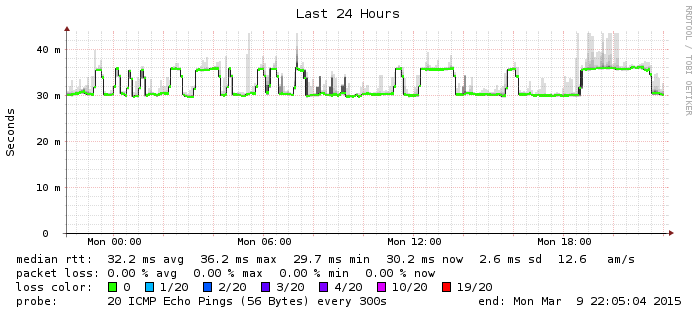 Last 24 Hours
RRDTOOL / TOBI OETIKER
Seconds
40 m
30 m
20 m
10 m
0
Mon 00:00 Mon 06:00 Mon 12:00 Mon 18:00
median rtt: 32.2 ms avg 36.2 ms max 29.7 ms min 30.2 ms now 2.6 ms sd 12.6 am/s
packet loss: 0.00 % avg 0.00 % max 0.00 % min 0.00 % now
loss color: 0 1/20 2/20 3/20 4/20 10/20 19/20
probe: 20 ICMP Echo Pings (56 Bytes) every 300s end: Mon Mar 9 22:05:04 2015